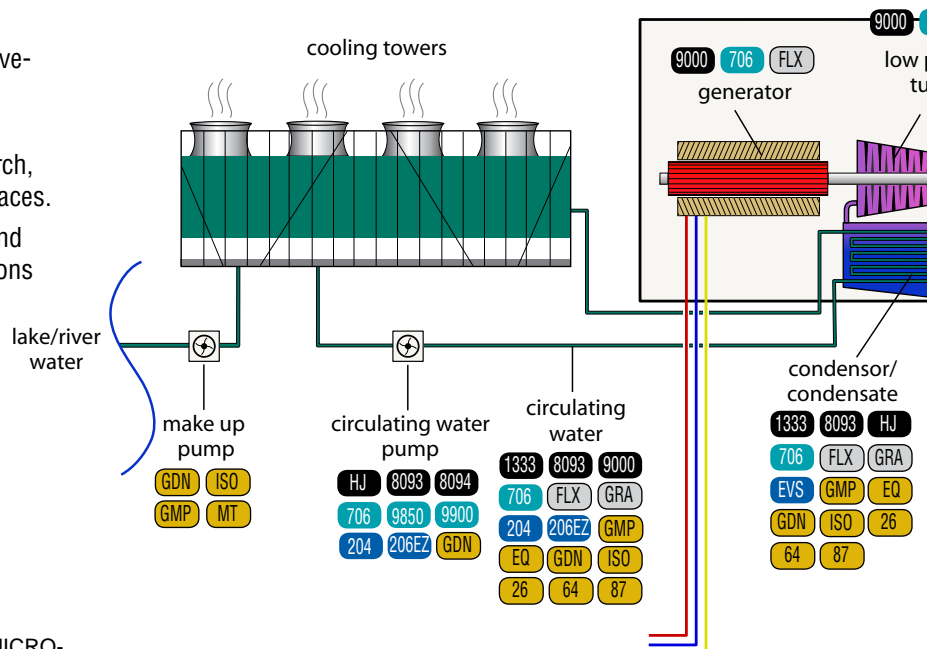 ve-
rch,
aces.
nd
ons
cooling towers
9000
9000 706 FLX
generator
low p
tu
lake/river
water
make up
pump
GDN ISO
GMP MT
circulating water
pump
HJ 8093 8094
706 9850 9900
204 206EZ GDN
circulating
water
1333 8093 9000
706 FLX GRA
204 206EZ GMP
EQ GDN ISO
26 64 87
condensor/
condensate
1333 8093 HJ
706 FLX GRA
EVS GMP EQ
GDN ISO 26
64 87
MICRO-